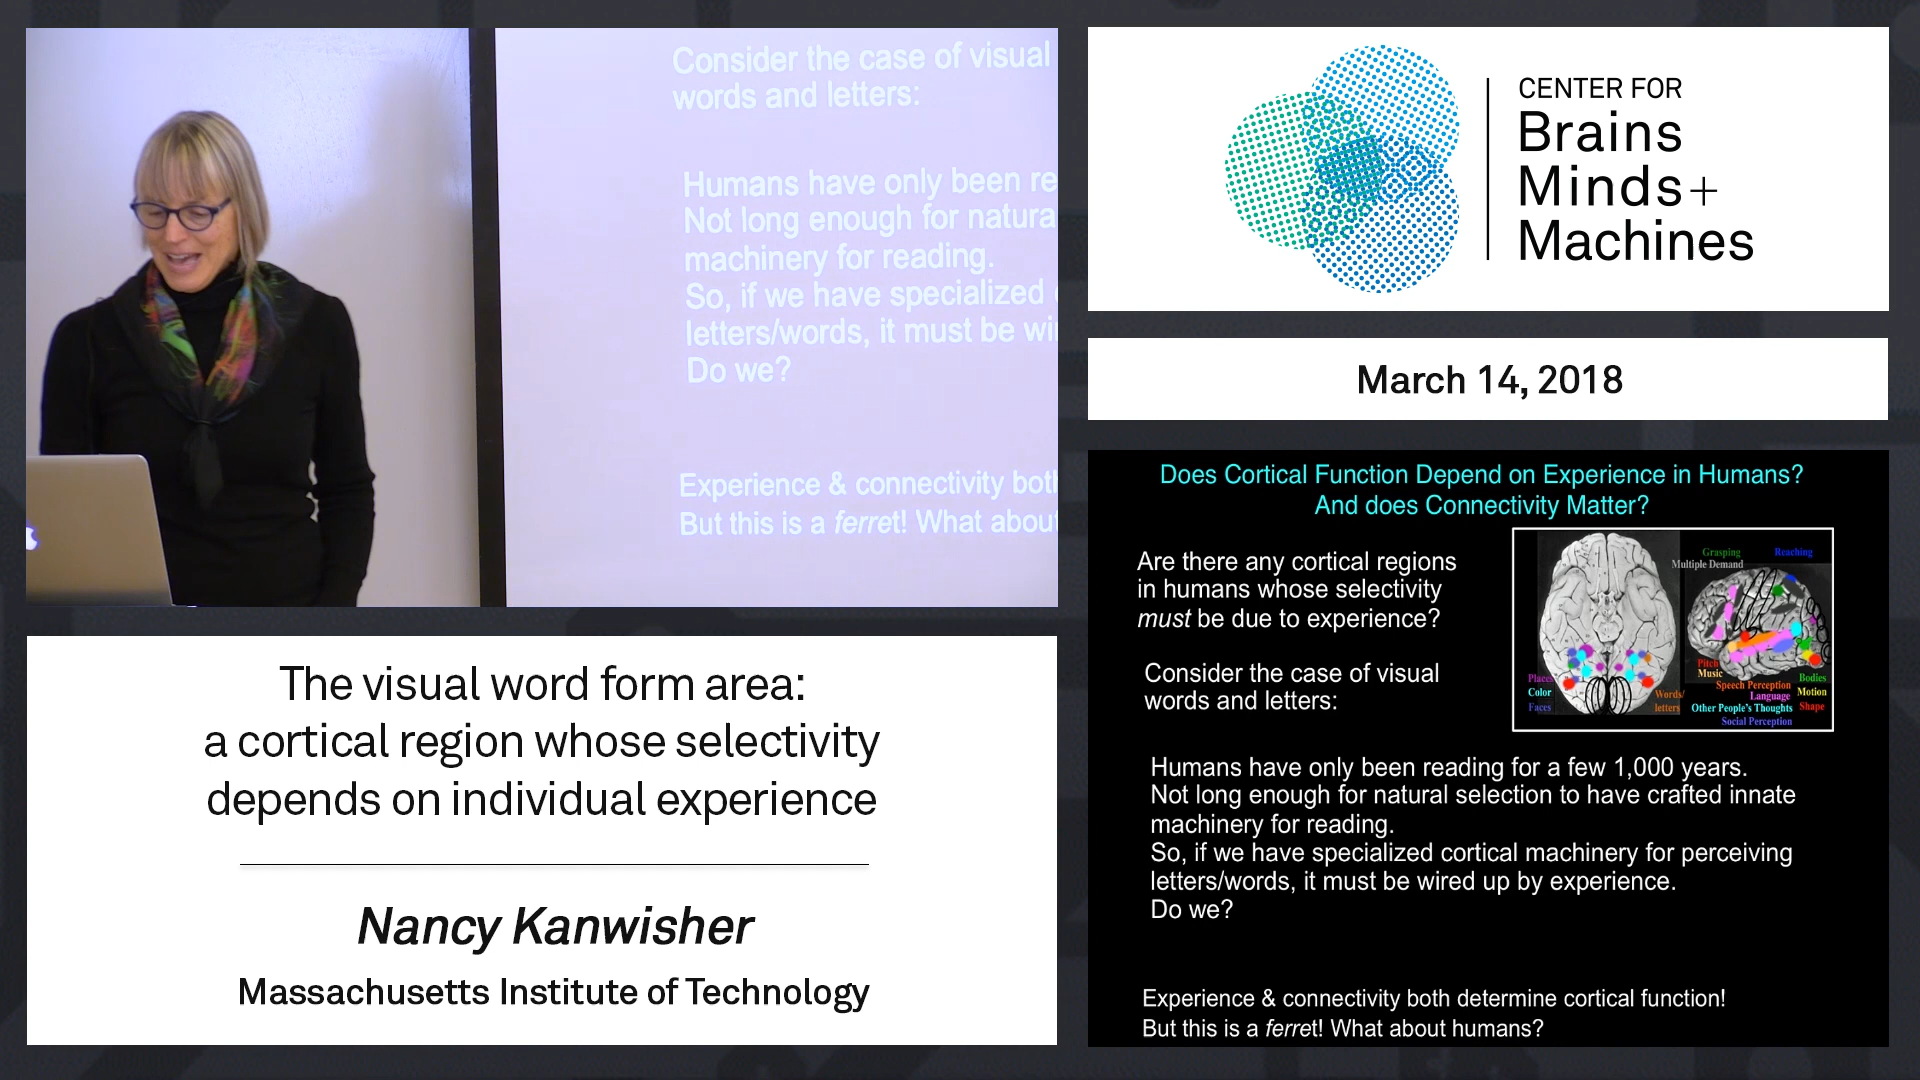 Consider the case of visual
words and letters:
Humans have only been re
Not long enough for natura
machinery for reading.
So, if we have specialized
letters/words, it must be wi
Do we?
Experience & connectivity both
But this is a ferret! What about
CENTER FOR
Brains
Minds+
Machines
March 14, 2018
The visual word form area:
a cortical region whose selectivity
depends on individual experience
Nancy Kanwisher
Massachusetts Institute of Technology
Does Cortical Function Depend on Experience in Humans?
And does Connectivity Matter?
Are there any cortical regions
in humans whose selectivity
must be due to experience?
Consider the case of visual
words and letters:
Grasping Reaching
Multiple Demand
Places
Color
Faces
Words/
letters
Pitch
Music
Speech Perception
Language
Other People's Thoughts
Social Perception
Bodies
Motion
Shape
Humans have only been reading for a few 1,000 years.
Not long enough for natural selection to have crafted innate
machinery for reading.
So, if we have specialized cortical machinery for perceiving
letters/words, it must be wired up by experience.
Do we?
Experience & connectivity both determine cortical function!
But this is a ferret! What about humans?